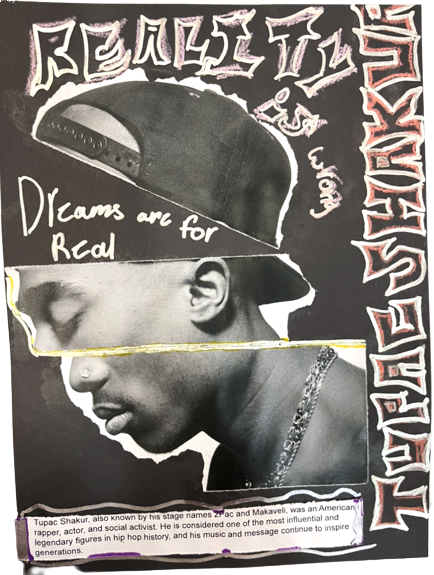 REALITY
is
wrong
Dreams are for
Real
TUPAC SHAKUR
Tupac Shakur, also known by his stage names 2Pac and Makaveli, was an American
rapper, actor, and social activist. He is considered one of the most influential and
legendary figures in hip hop history, and his music and message continue to inspire
generations.